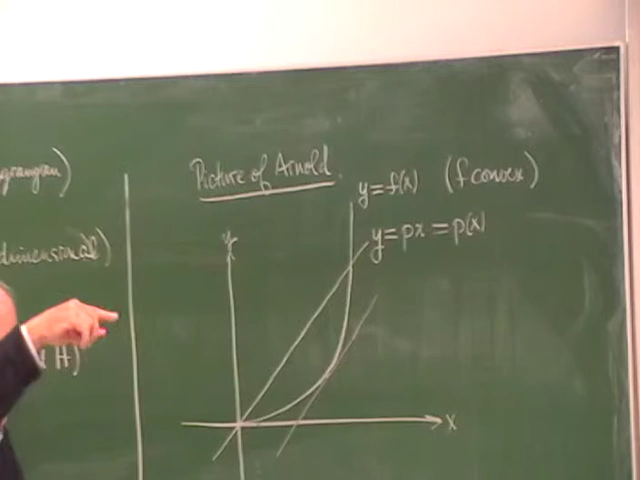 grangian)
dimensional)
H)
Picture of Arnold.
y=f(x) (f convex)
y=px=p(x)
y
x